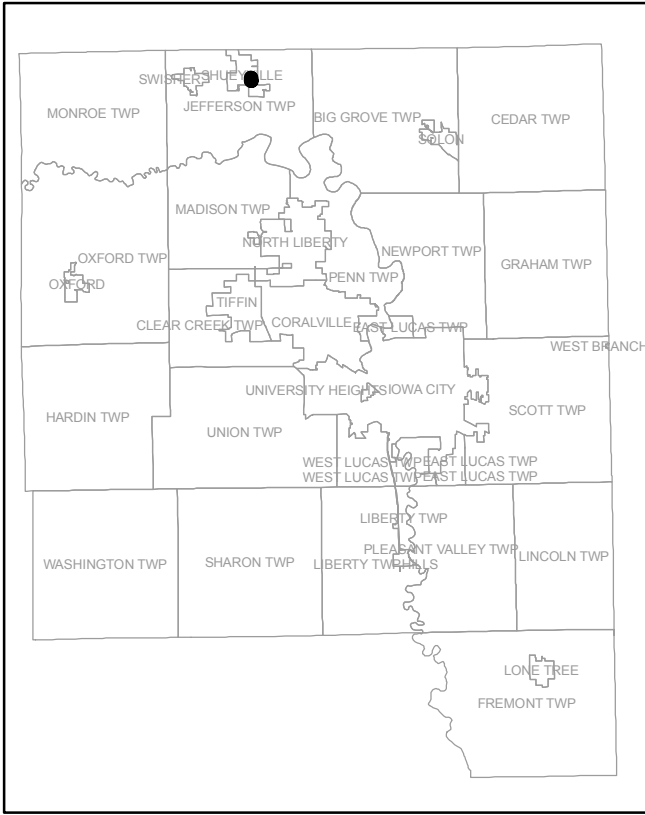 SWISHER
SHUEYVILLE
MONROE TWP
JEFFERSON TWP
BIG GROVE TWP
CEDAR TWP
SOLON
MADISON TWP
NORTH LIBERTY
NEWPORT TWP
OXFORD TWP
GRAHAM TWP
PENN TWP
OXFORD
TIFFIN
CLEAR CREEK TWP
CORALVILLE
EAST LUCAS TWP
WEST BRANCH
UNIVERSITY HEIGHTS
IOWA CITY
HARDIN TWP
SCOTT TWP
UNION TWP
WEST LUCAS TWP
EAST LUCAS TWP
WEST LUCAS TWP
EAST LUCAS TWP
LIBERTY TWP
PLEASANT VALLEY TWP
WASHINGTON TWP
SHARON TWP
LIBERTY TWP
HILLS
LINCOLN TWP
LONE TREE
FREMONT TWP